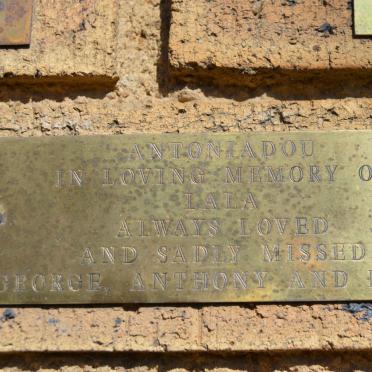 ANTONIADOU
IN LOVING MEMORY O
LALA
ALWAYS LOVED
AND SADLY MISSED
GEORGE, ANTHONY AND